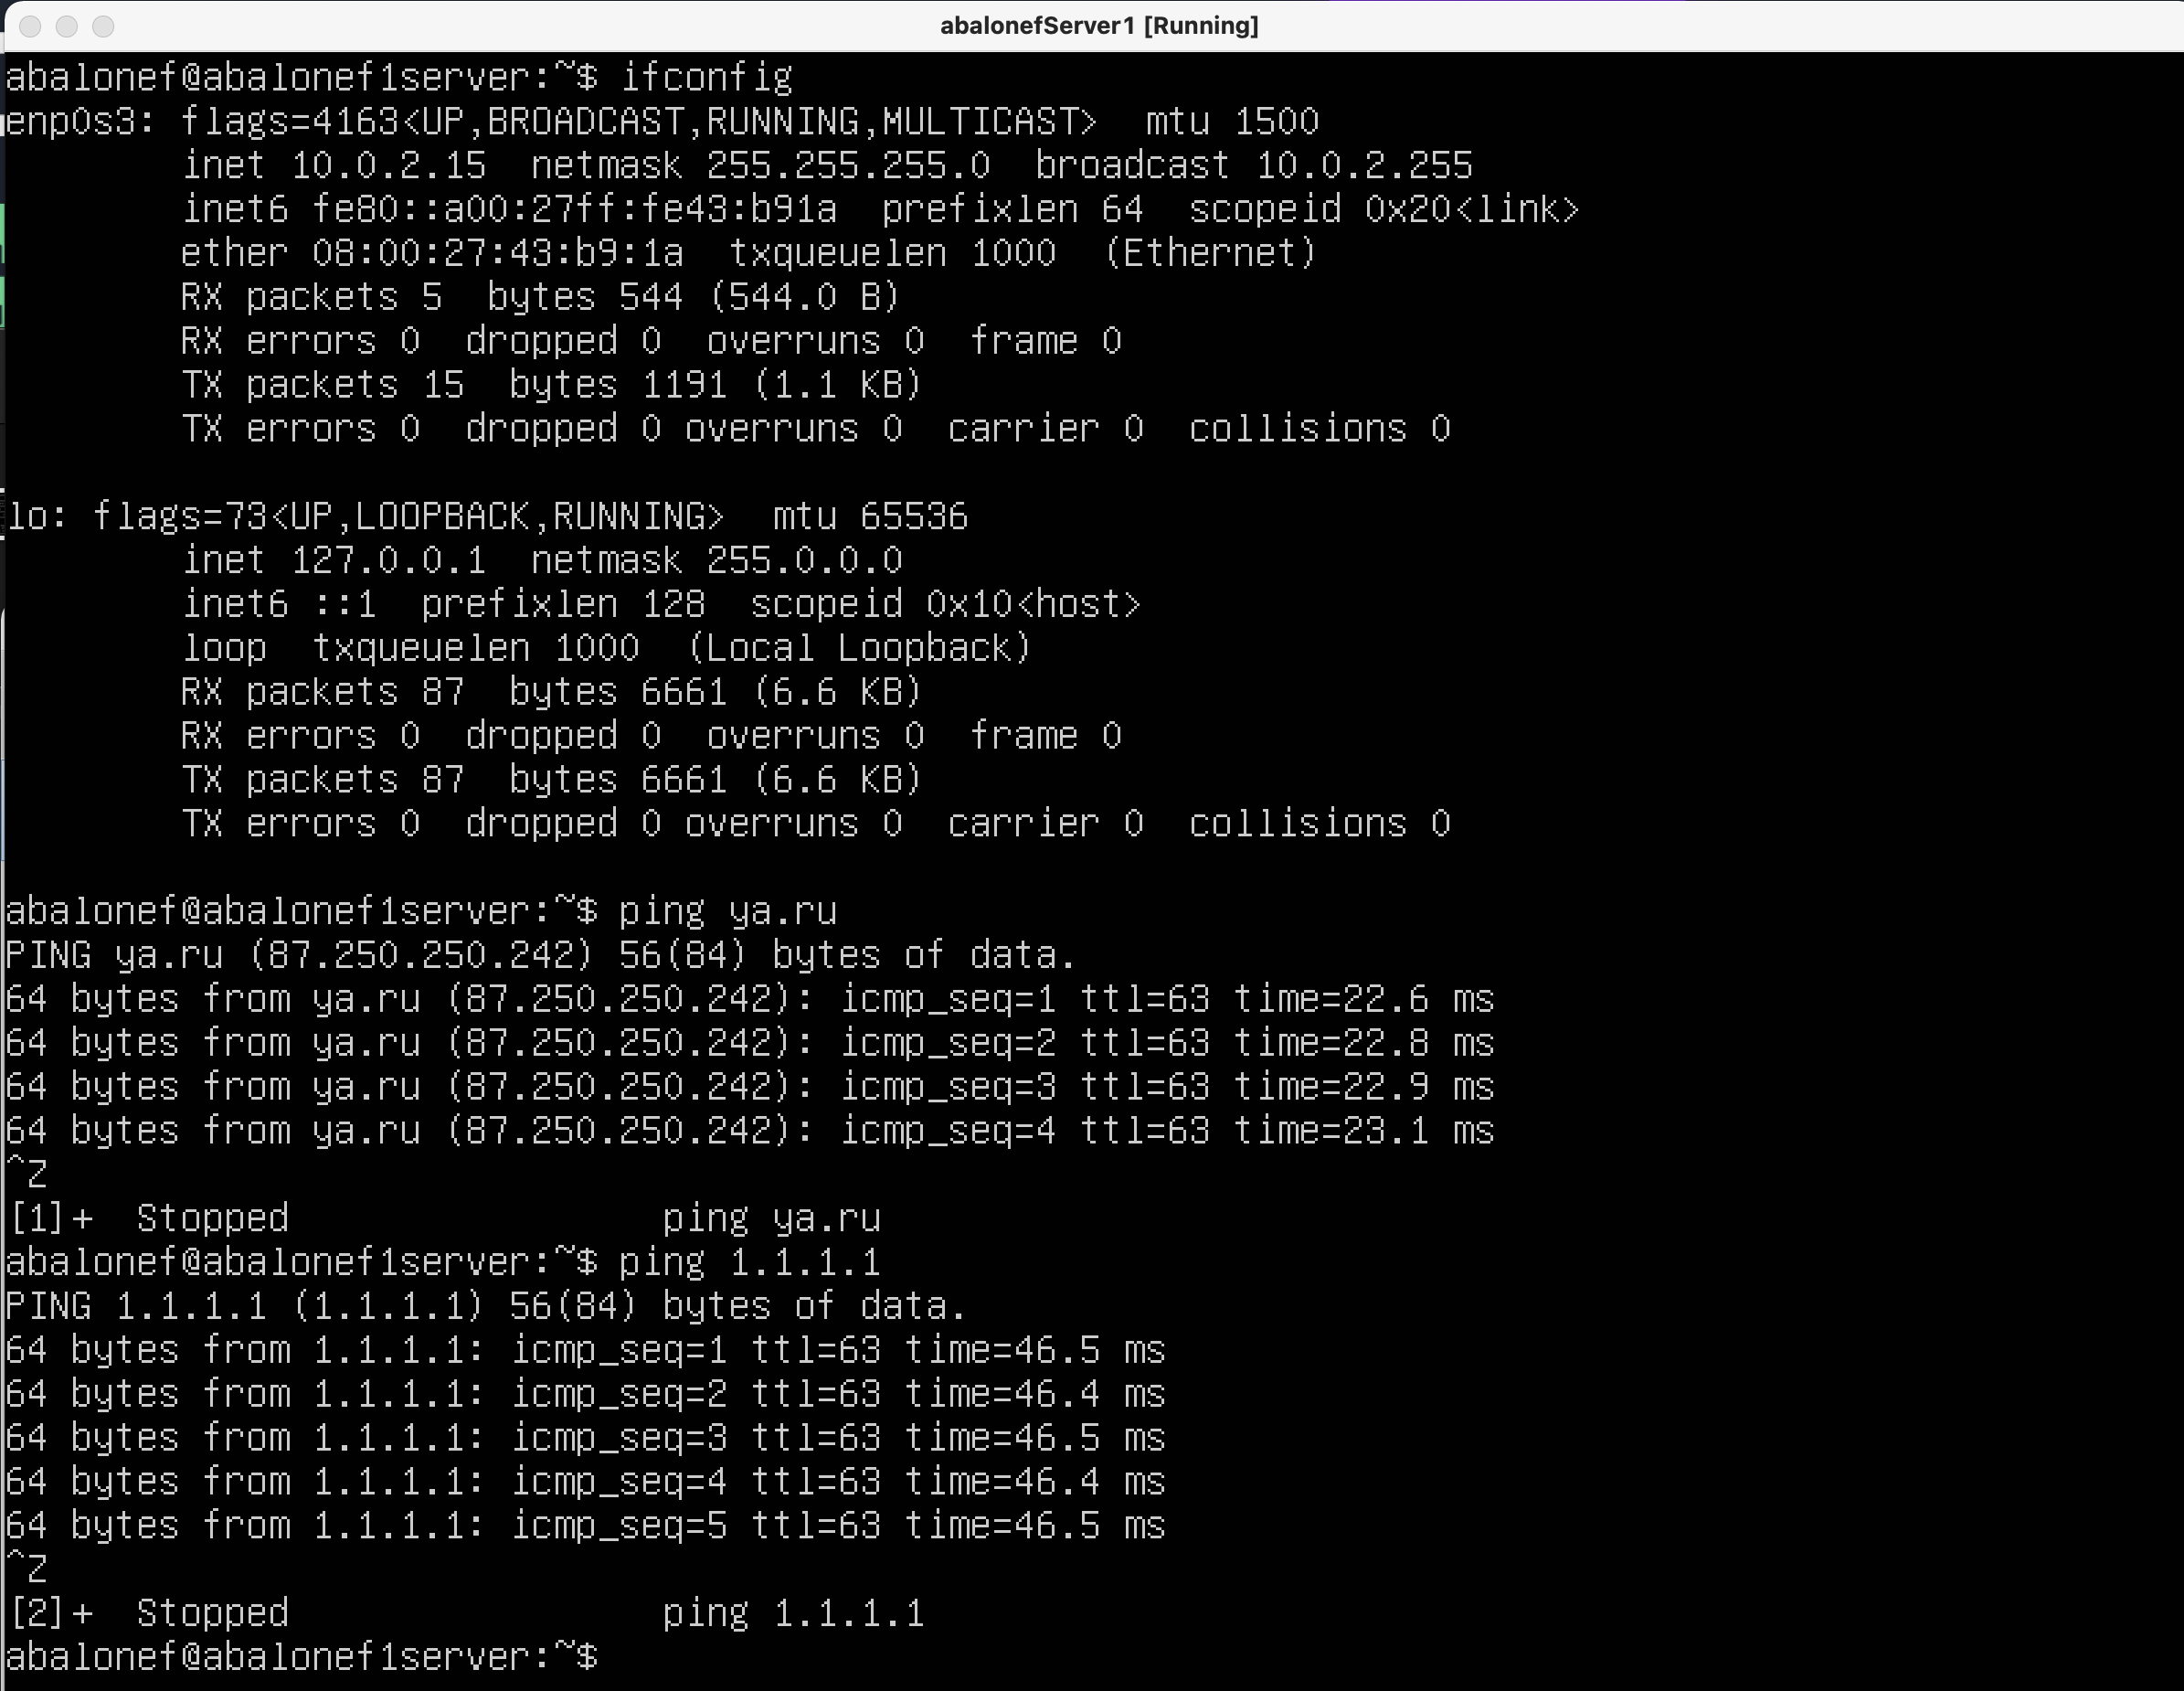 abalonefServer1 [Running]
abalonef@abalonef1server:~$ ifconfig
enp0s3: flags=4163<UP,BROADCAST,RUNNING,MULTICAST>  mtu 1500
        inet 10.0.2.15  netmask 255.255.255.0  broadcast 10.0.2.255
        inet6 fe80::a00:27ff:fe43:b91a  prefixlen 64  scopeid 0x20<link>
        ether 08:00:27:43:b9:1a  txqueuelen 1000  (Ethernet)
        RX packets 5  bytes 544 (544.0 B)
        RX errors 0  dropped 0  overruns 0  frame 0
        TX packets 15  bytes 1191 (1.1 KB)
        TX errors 0  dropped 0 overruns 0  carrier 0  collisions 0

lo: flags=73<UP,LOOPBACK,RUNNING>  mtu 65536
        inet 127.0.0.1  netmask 255.0.0.0
        inet6 ::1  prefixlen 128  scopeid 0x10<host>
        loop  txqueuelen 1000  (Local Loopback)
        RX packets 87  bytes 6661 (6.6 KB)
        RX errors 0  dropped 0  overruns 0  frame 0
        TX packets 87  bytes 6661 (6.6 KB)
        TX errors 0  dropped 0 overruns 0  carrier 0  collisions 0

abalonef@abalonef1server:~$ ping ya.ru
PING ya.ru (87.250.250.242) 56(84) bytes of data.
64 bytes from ya.ru (87.250.250.242): icmp_seq=1 ttl=63 time=22.6 ms
64 bytes from ya.ru (87.250.250.242): icmp_seq=2 ttl=63 time=22.8 ms
64 bytes from ya.ru (87.250.250.242): icmp_seq=3 ttl=63 time=22.9 ms
64 bytes from ya.ru (87.250.250.242): icmp_seq=4 ttl=63 time=23.1 ms
^Z
[1]+  Stopped                 ping ya.ru
abalonef@abalonef1server:~$ ping 1.1.1.1
PING 1.1.1.1 (1.1.1.1) 56(84) bytes of data.
64 bytes from 1.1.1.1: icmp_seq=1 ttl=63 time=46.5 ms
64 bytes from 1.1.1.1: icmp_seq=2 ttl=63 time=46.4 ms
64 bytes from 1.1.1.1: icmp_seq=3 ttl=63 time=46.5 ms
64 bytes from 1.1.1.1: icmp_seq=4 ttl=63 time=46.4 ms
64 bytes from 1.1.1.1: icmp_seq=5 ttl=63 time=46.5 ms
^Z
[2]+  Stopped                 ping 1.1.1.1
abalonef@abalonef1server:~$